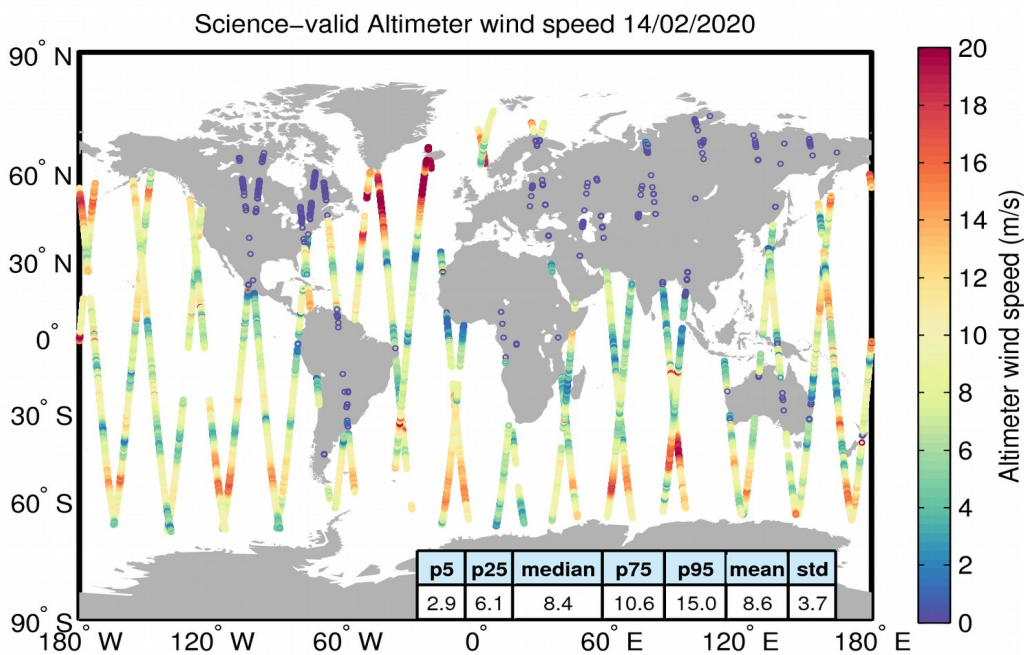 Science-valid Altimeter wind speed 14/02/2020
90° N
60° N
30° N
0°
30° S
60° S
90° S
180° W
120° W
60° W
0°
60° E
120° E
180° E
p5 p25 median p75 p95 mean std
2.9 6.1 8.4 10.6 15.0 8.6 3.7
20
18
16
14
12
10
8
6
4
2
0
Altimeter wind speed (m/s)